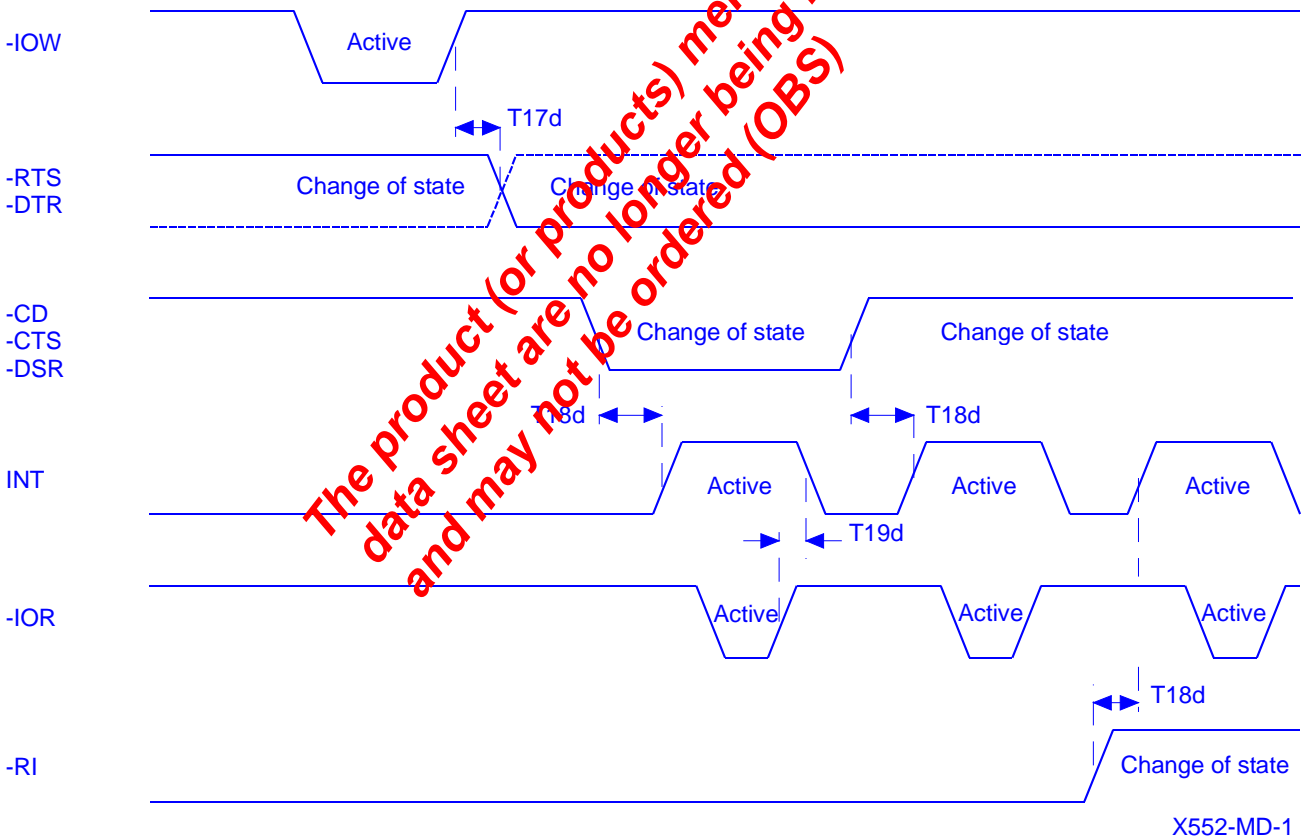 -IOW
Active
T17d
-RTS
-DTR
Change of state
Change of state
-CD
-CTS
-DSR
Change of state
Change of state
T18d
T18d
INT
Active
Active
Active
T19d
-IOR
Active
Active
Active
T18d
-RI
Change of state
X552-MD-1
The product (or products)
data sheet are no longer being
and may not be ordered (OBS)